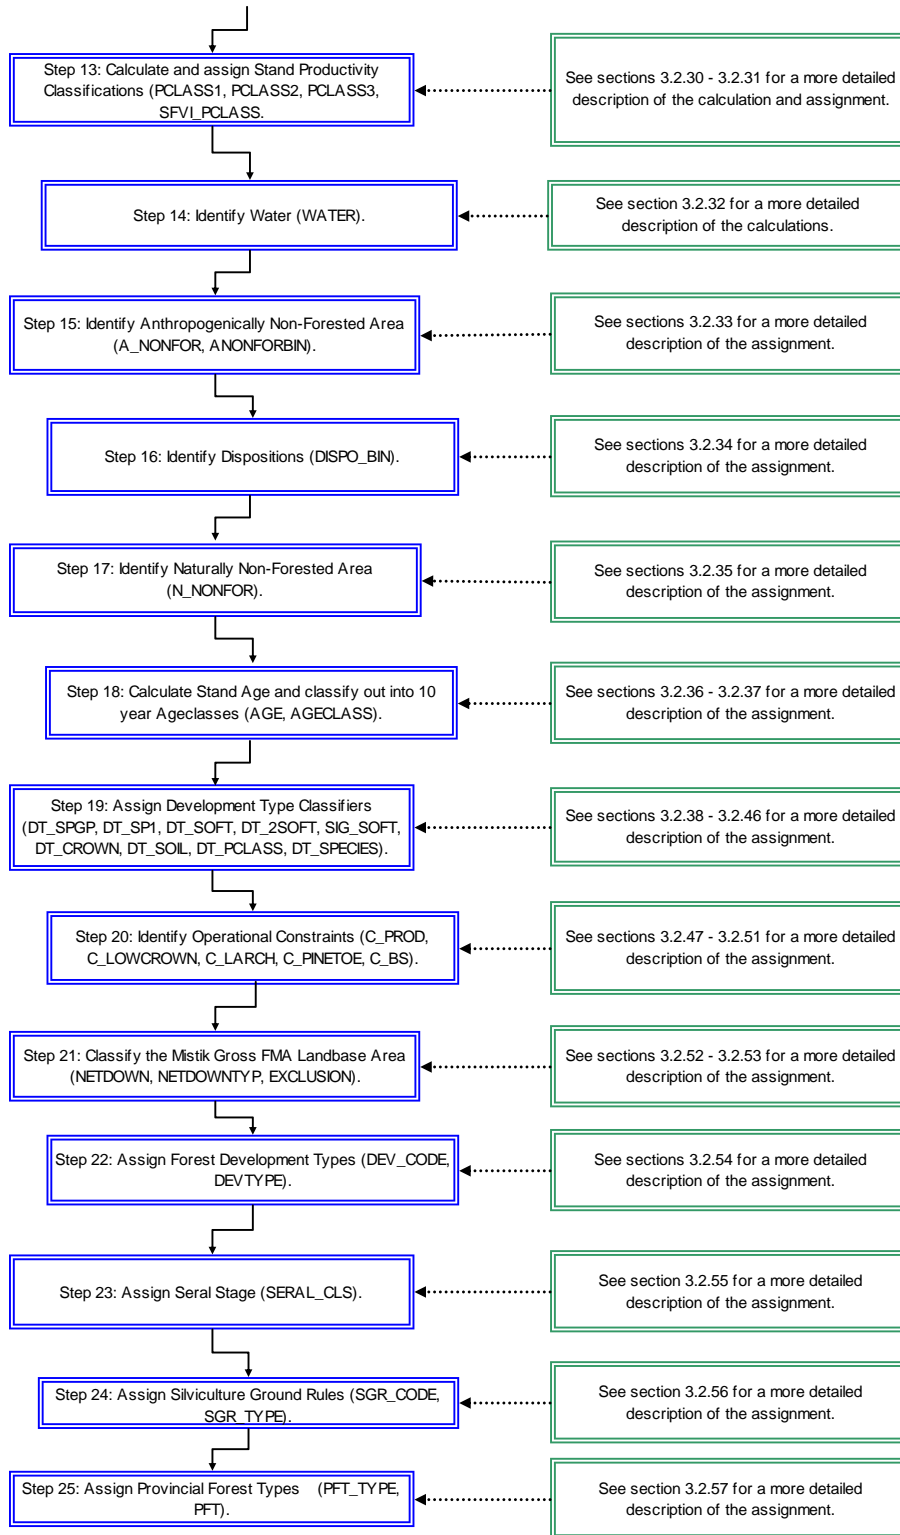 Step 13: Calculate and assign Stand Productivity
Classifications (PCLASS1, PCLASS2, PCLASS3,
SFVI_PCLASS.
See sections 3.2.30 - 3.2.31 for a more detailed
description of the calculation and assignment.
Step 14: Identify Water (WATER).
See section 3.2.32 for a more detailed
description of the calculations.
Step 15: Identify Anthropogenically Non-Forested Area
(A_NONFOR, ANONFORBIN).
See sections 3.2.33 for a more detailed
description of the assignment.
Step 16: Identify Dispositions (DISPO_BIN).
See sections 3.2.34 for a more detailed
description of the assignment.
Step 17: Identify Naturally Non-Forested Area
(N_NONFOR).
See sections 3.2.35 for a more detailed
description of the assignment.
Step 18: Calculate Stand Age and classify out into 10
year Ageclasses (AGE, AGECLASS).
See sections 3.2.36 - 3.2.37 for a more detailed
description of the assignment.
Step 19: Assign Development Type Classifiers
(DT_SPGP, DT_SP1, DT_SOFT, DT_2SOFT, SIG_SOFT,
DT_CROWN, DT_SOIL, DT_PCLASS, DT_SPECIES).
See sections 3.2.38 - 3.2.46 for a more detailed
description of the assignment.
Step 20: Identify Operational Constraints (C_PROD,
C_LOWCROWN, C_LARCH, C_PINETOE, C_BS).
See sections 3.2.47 - 3.2.51 for a more detailed
description of the assignment.
Step 21: Classify the Mistik Gross FMA Landbase Area
(NETDOWN, NETDOWNTYP, EXCLUSION).
See sections 3.2.52 - 3.2.53 for a more detailed
description of the assignment.
Step 22: Assign Forest Development Types (DEV_CODE,
DEVTYPE).
See sections 3.2.54 for a more detailed
description of the assignment.
Step 23: Assign Seral Stage (SERAL_CLS).
See section 3.2.55 for a more detailed
description of the assignment.
Step 24: Assign Silviculture Ground Rules (SGR_CODE,
SGR_TYPE).
See section 3.2.56 for a more detailed
description of the assignment.
Step 25: Assign Provincial Forest Types (PFT_TYPE,
PFT).
See section 3.2.57 for a more detailed
description of the assignment.